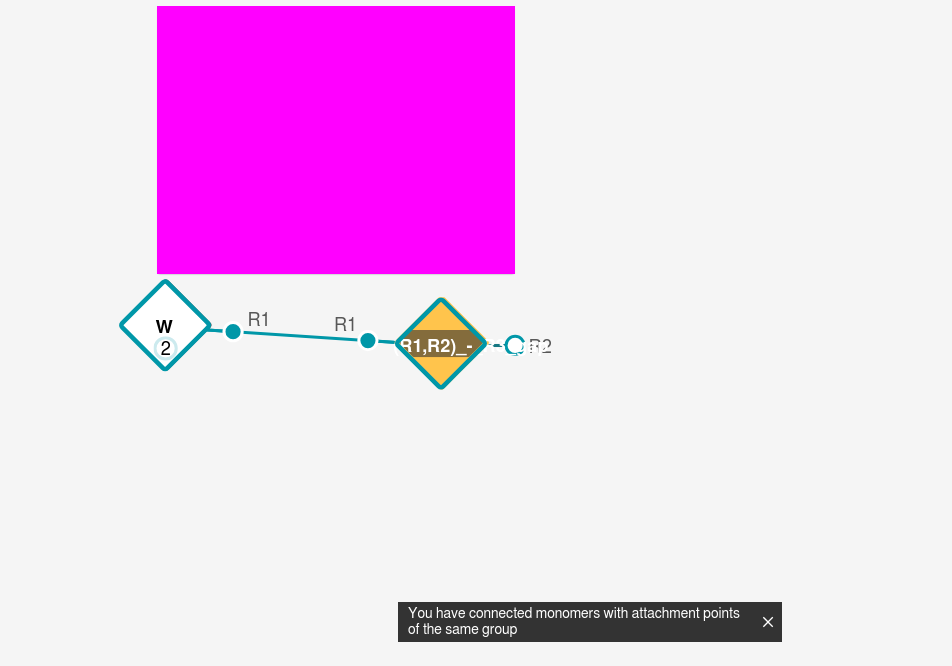 R1
R1
W
2
R1,R2)_-
R2
You have connected monomers with attachment points
of the same group